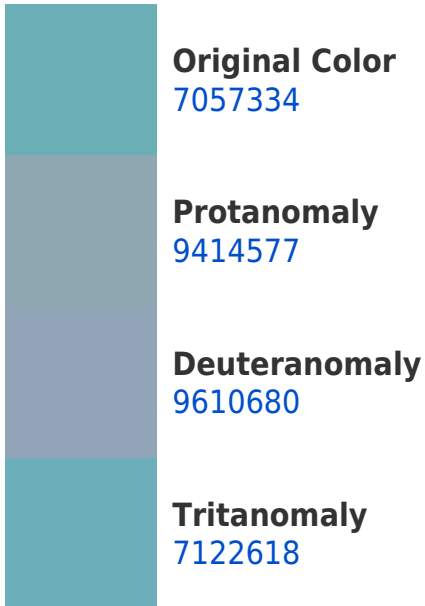 Original Color
7057334
Protanomaly
9414577
Deuteranomaly
9610680
Tritanomaly
7122618